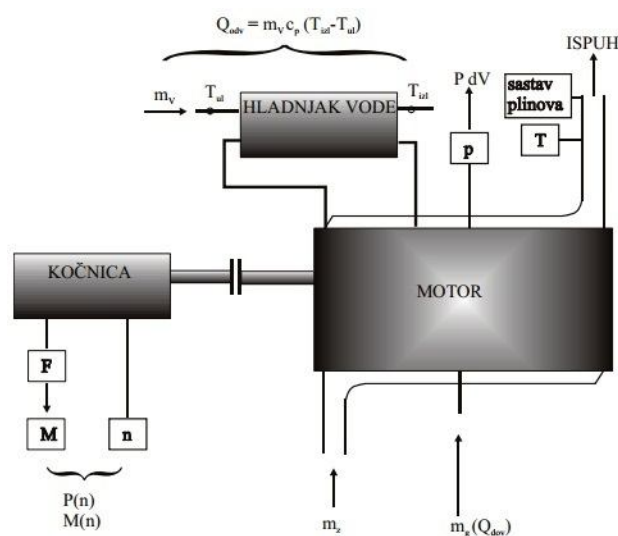 Q_odv = m_v c_p (T_izl-T_ul)
ISPUH
P dV
sastav
plinova
T_ul
T_izl
m_v
HLADNJAK VODE
p
T
KOČNICA
MOTOR
F
M
n
P(n)
M(n)
m_z
m_g (Q_dov)